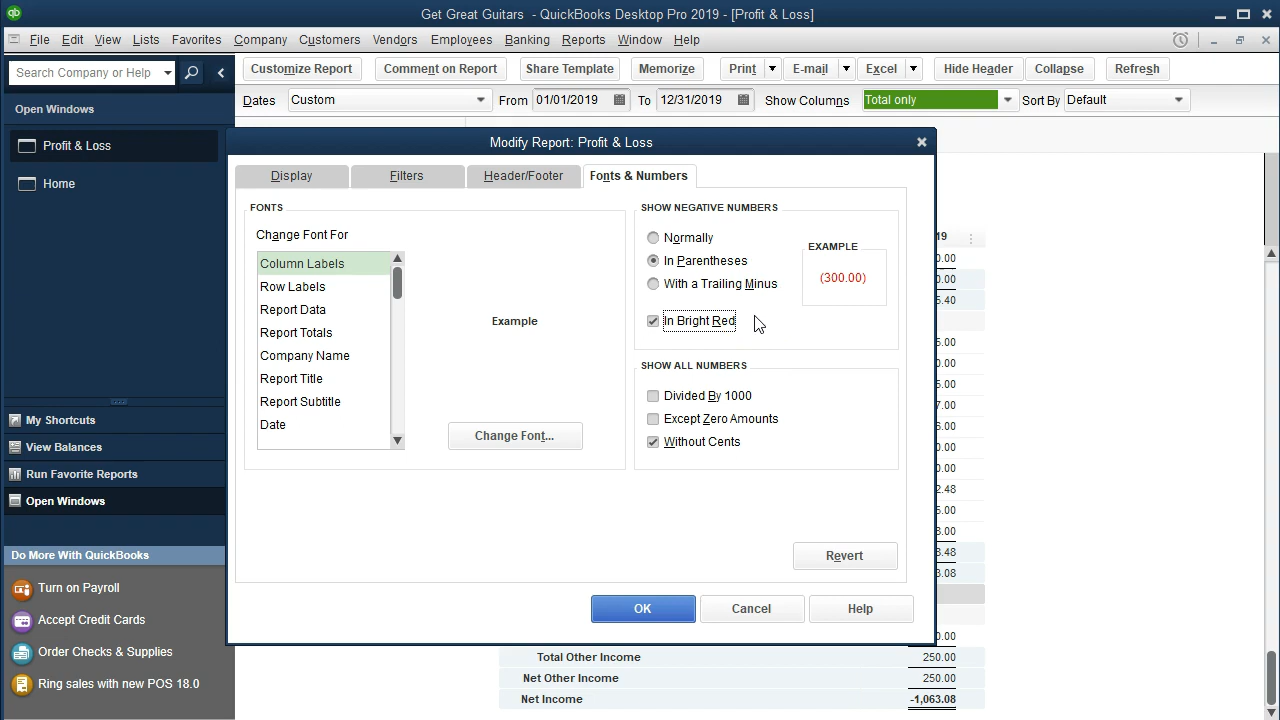 Get Great Guitars - QuickBooks Desktop Pro 2019 - [Profit & Loss]
File Edit View Lists Favorites Company Customers Vendors Employees Banking Reports Window Help
Search Company or Help
Customize Report Comment on Report Share Template Memorize Print E-mail Excel Hide Header Collapse Refresh
Dates Custom From 01/01/2019 To 12/31/2019 Show Columns Total only Sort By Default
Open Windows
Profit & Loss
Home
My Shortcuts
View Balances
Run Favorite Reports
Open Windows
Do More With QuickBooks
Turn on Payroll
Accept Credit Cards
Order Checks & Supplies
Ring sales with new POS 18.0
Modify Report: Profit & Loss
Display Filters Header/Footer Fonts & Numbers
FONTS
Change Font For
Column Labels
Row Labels
Report Data
Report Totals
Company Name
Report Title
Report Subtitle
Date
Example
Change Font...
SHOW NEGATIVE NUMBERS
Normally
In Parentheses
With a Trailing Minus
In Bright Red
EXAMPLE
(300.00)
SHOW ALL NUMBERS
Divided By 1000
Except Zero Amounts
Without Cents
Revert
OK Cancel Help
Total Other Income 250.00
Net Other Income 250.00
Net Income -1,063.08